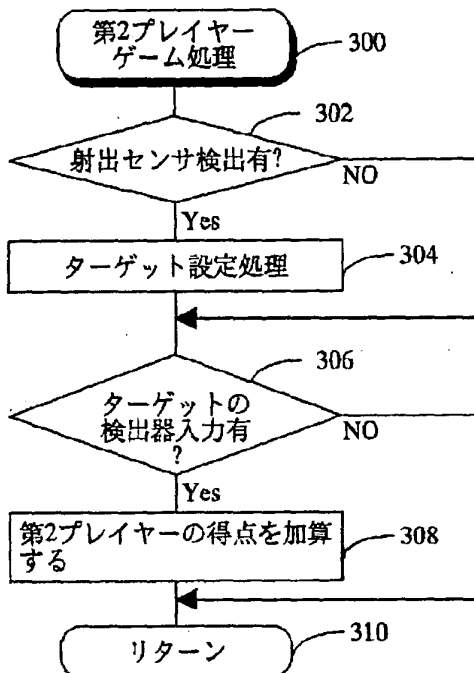 第2プレイヤー
ゲーム処理
300
302
射出センサ検出有?
NO
Yes
ターゲット設定処理
304
306
ターゲットの
検出器入力有
?
NO
Yes
第2プレイヤーの得点を加算
する
308
リターン
310